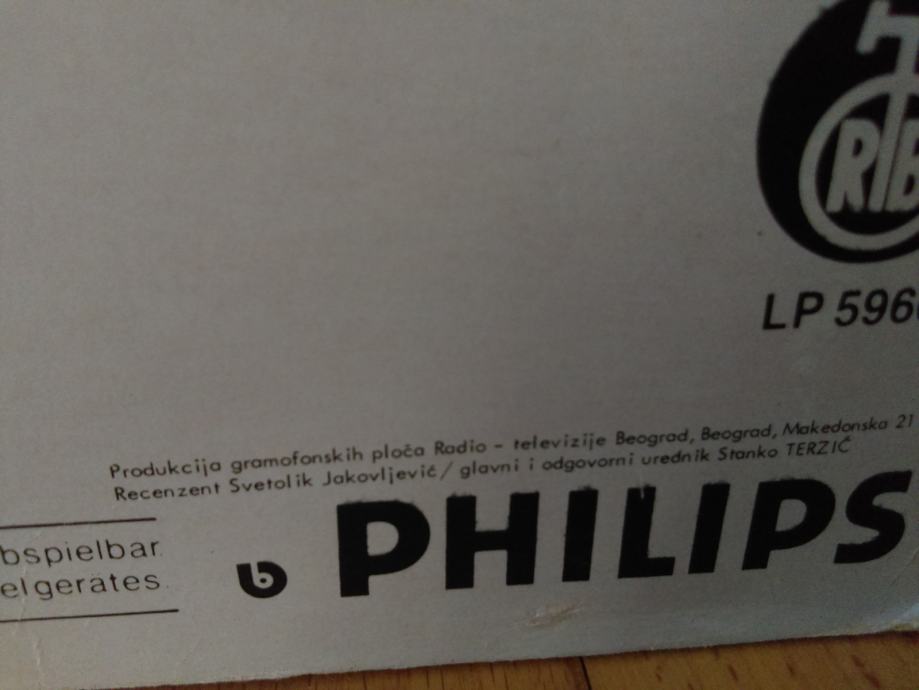 RTB
LP 596
Produkcija gramofonskih ploča Radio - televizije Beograd, Beograd, Makedonska 21
Recenzent Svetolik Jakovljević / glavni i odgovorni urednik Stanko TERZIĆ
bspielbar.
elgerätes.
b PHILIPS